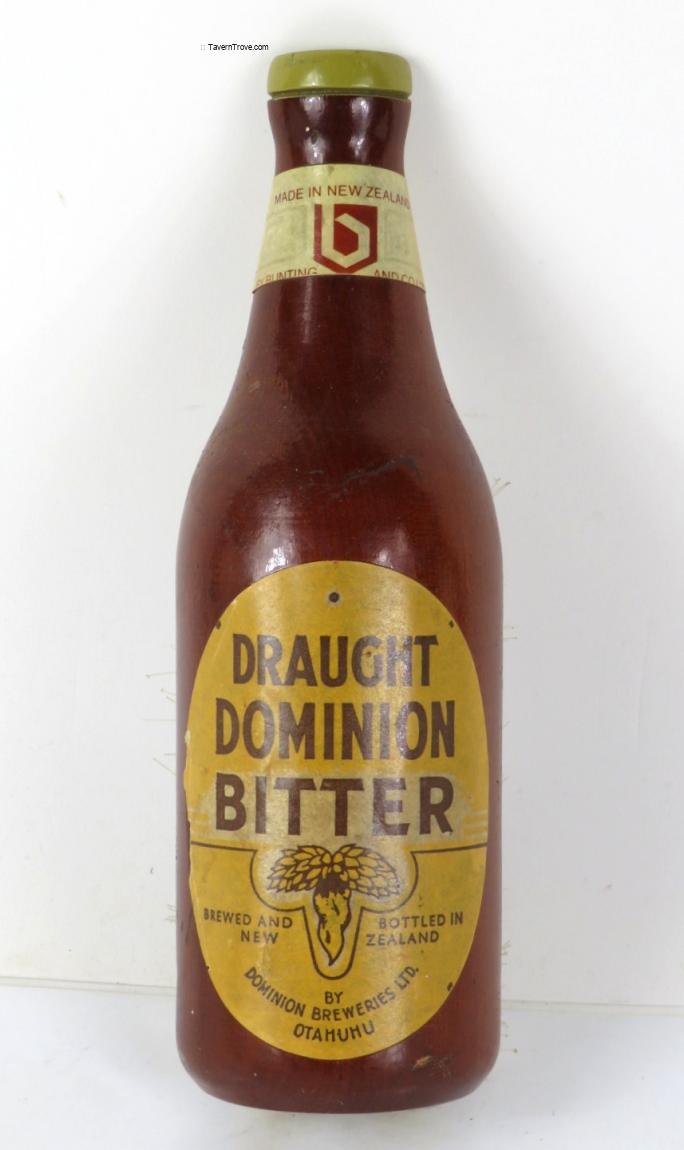 :: TavernTrove.com
MADE IN NEW ZEALAND
b
BUNTING AND CO
DRAUGHT
DOMINION
BITTER
BREWED AND BOTTLED IN
NEW ZEALAND
BY
DOMINION BREWERIES LTD.
OTAHUHU